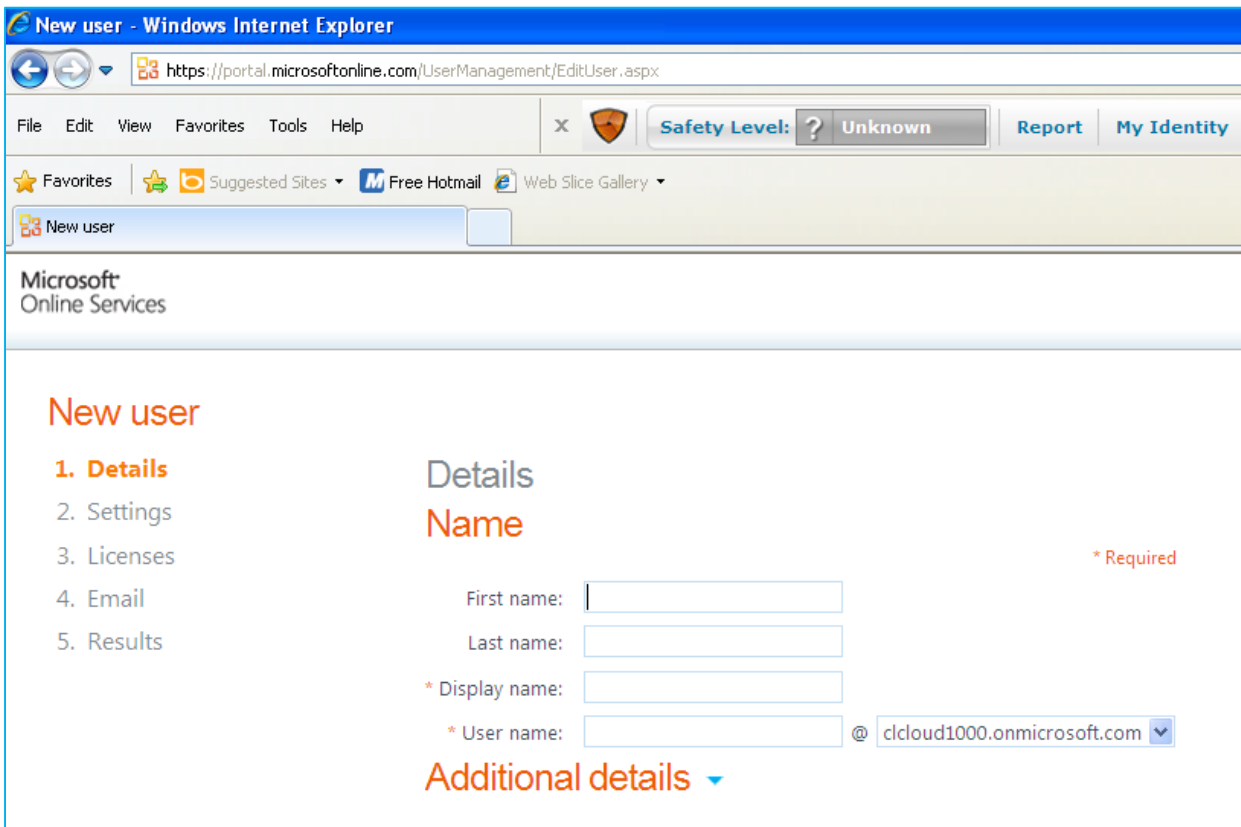 New user - Windows Internet Explorer
https://portal.microsoftonline.com/UserManagement/EditUser.aspx
File Edit View Favorites Tools Help x Safety Level: ? Unknown Report My Identity
Favorites Suggested Sites Free Hotmail Web Slice Gallery
New user
Microsoft
Online Services
New user
1. Details
2. Settings
3. Licenses
4. Email
5. Results
Details
Name
* Required
First name:
Last name:
* Display name:
* User name: @ clcloud1000.onmicrosoft.com
Additional details